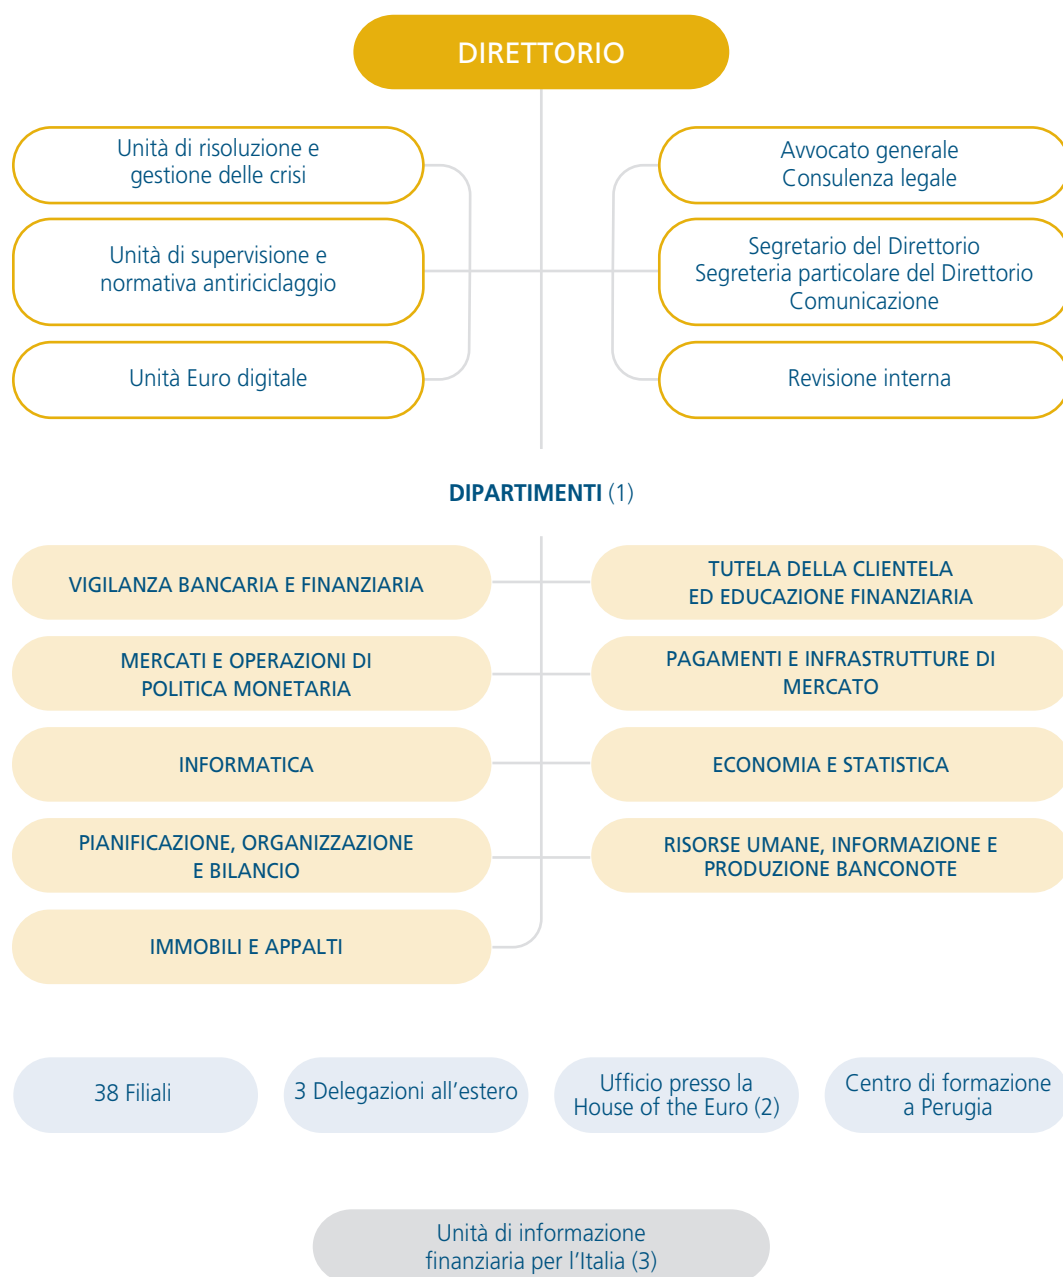 DIRETTORIO
Unità di risoluzione e
gestione delle crisi
Avvocato generale
Consulenza legale
Unità di supervisione e
normativa antiriciclaggio
Segretario del Direttorio
Segreteria particolare del Direttorio
Comunicazione
Unità Euro digitale
Revisione interna
DIPARTIMENTI (1)
VIGILANZA BANCARIA E FINANZIARIA
TUTELA DELLA CLIENTELA
ED EDUCAZIONE FINANZIARIA
MERCATI E OPERAZIONI DI
POLITICA MONETARIA
PAGAMENTI E INFRASTRUTTURE DI
MERCATO
INFORMATICA
ECONOMIA E STATISTICA
PIANIFICAZIONE, ORGANIZZAZIONE
E BILANCIO
RISORSE UMANE, INFORMAZIONE E
PRODUZIONE BANCONOTE
IMMOBILI E APPALTI
38 Filiali
3 Delegazioni all'estero
Ufficio presso la
House of the Euro (2)
Centro di formazione
a Perugia
Unità di informazione
finanziaria per l'Italia (3)